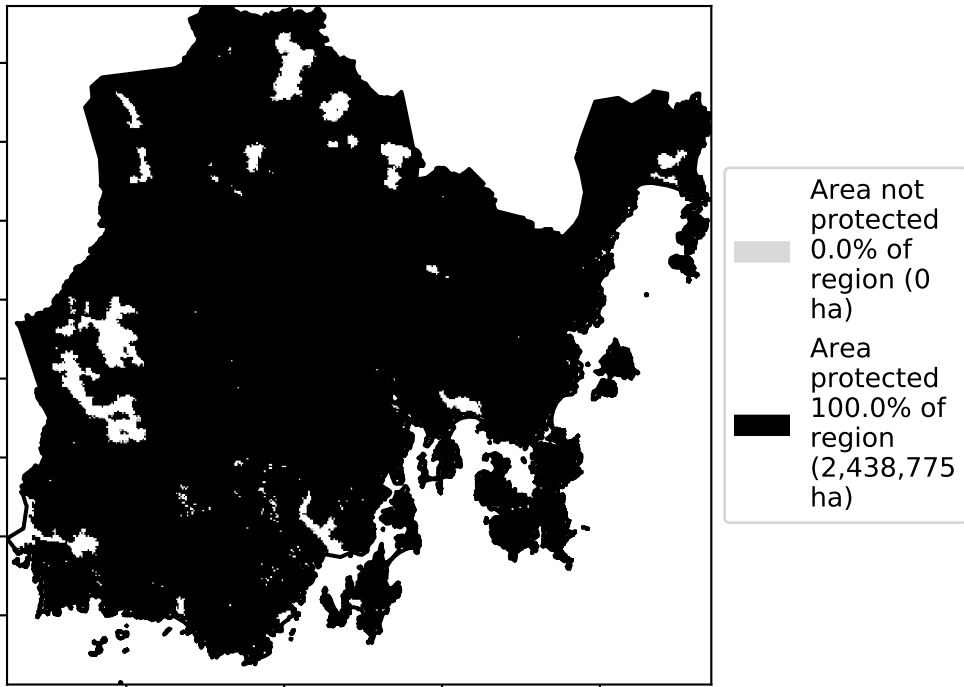 Area not
protected
0.0% of
region (0
ha)
Area
protected
100.0% of
region
(2,438,775
ha)